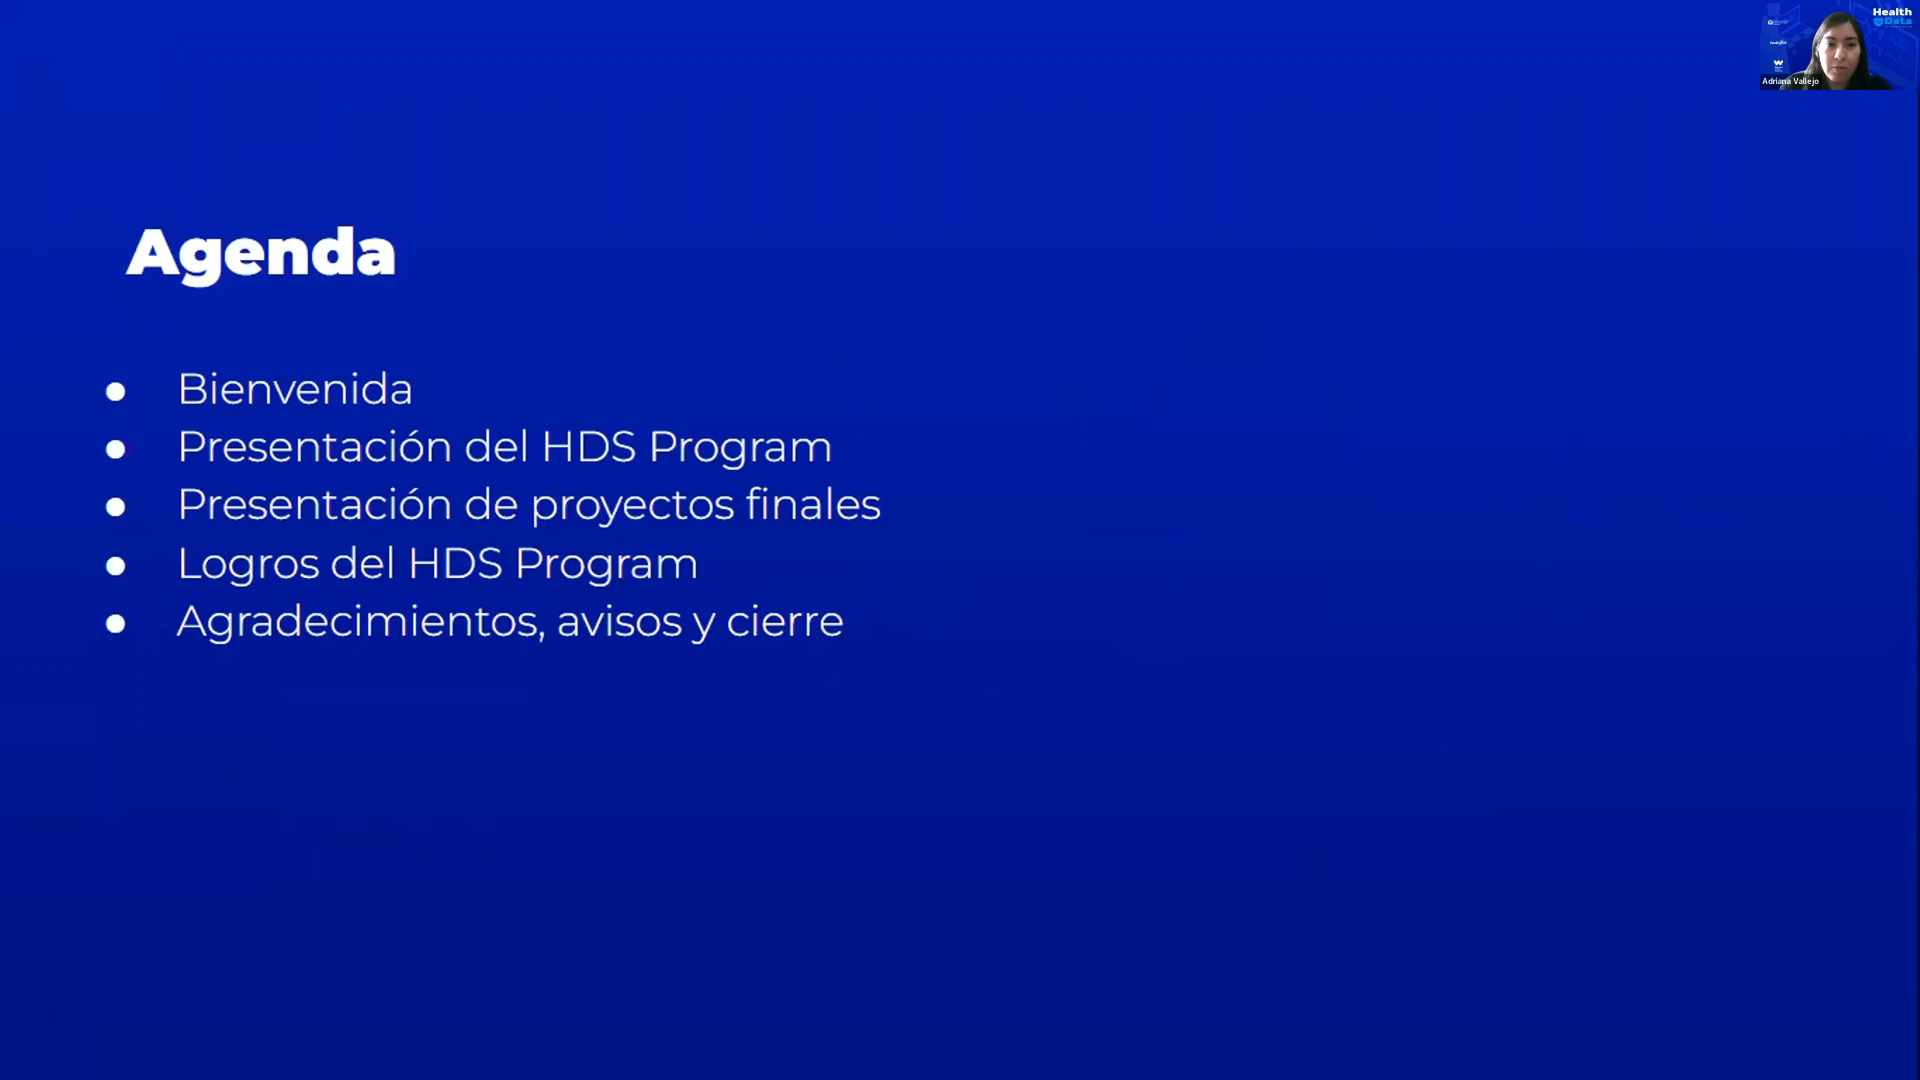 Health
Data
Adriana Vallejo
Agenda
● Bienvenida
● Presentación del HDS Program
● Presentación de proyectos finales
● Logros del HDS Program
● Agradecimientos, avisos y cierre